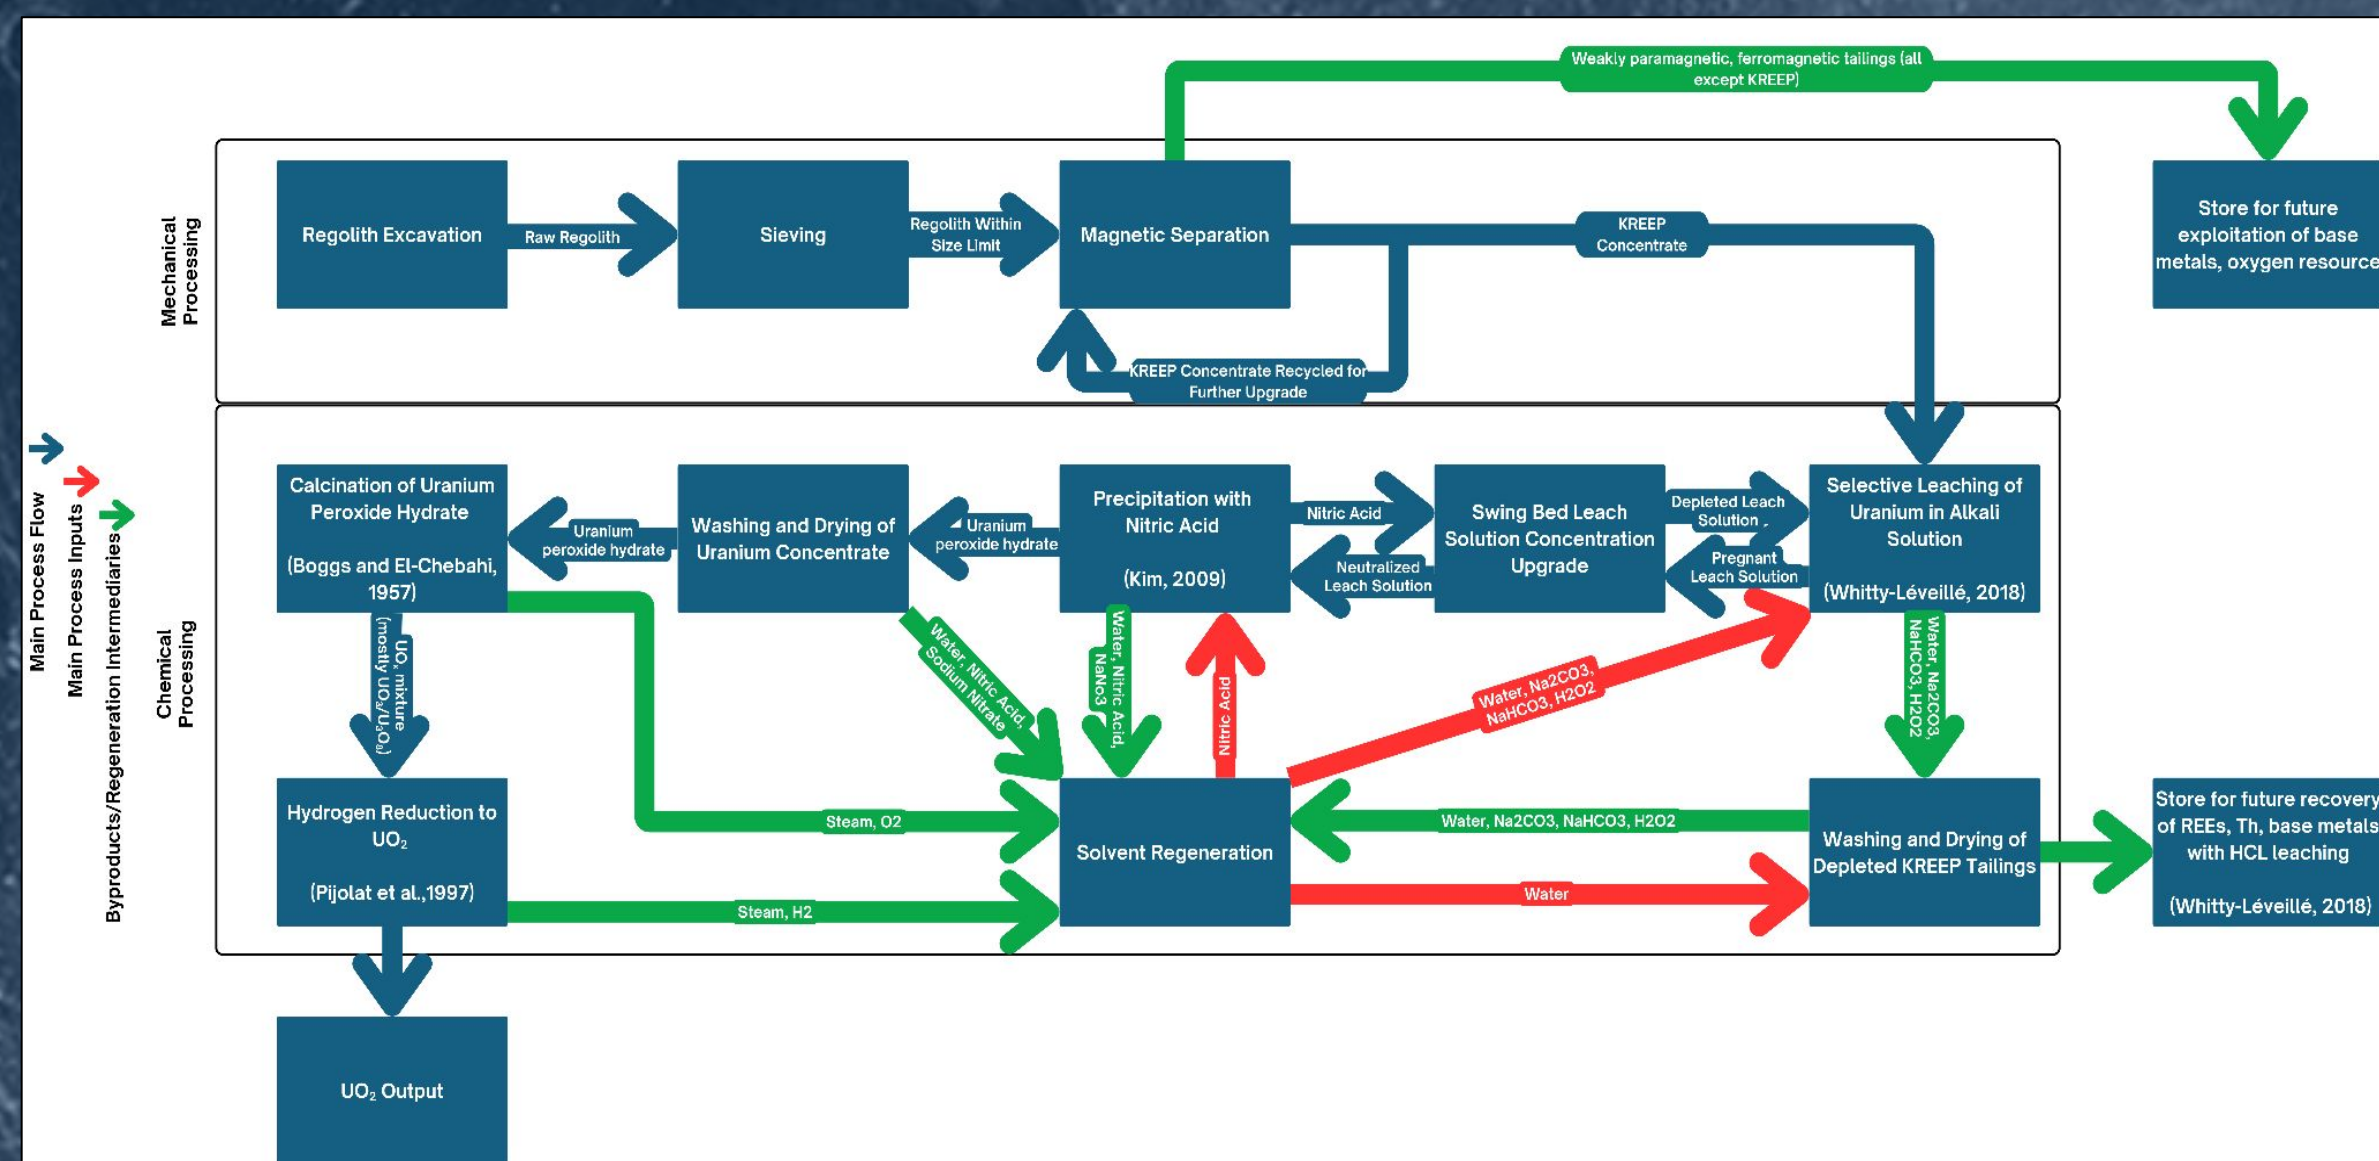 Weakly paramagnetic, ferromagnetic tailings (all
except KREEP)
Mechanical
Processing
Regolith Excavation
Raw Regolith
Sieving
Regolith Within
Size Limit
Magnetic Separation
KREEP
Concentrate
KREEP Concentrate Recycled for
Further Upgrade
Store for future
exploitation of base
metals, oxygen resource
Main Process Flow
Main Process Inputs
Byproducts/Regeneration Intermediaries
Chemical
Processing
Calcination of Uranium
Peroxide Hydrate
(Boggs and El-Chebahi,
1957)
Uranium
peroxide hydrate
Washing and Drying of
Uranium Concentrate
Uranium
peroxide hydrate
Precipitation with
Nitric Acid
(Kim, 2009)
Nitric Acid
Neutralized
Leach Solution
Swing Bed Leach
Solution Concentration
Upgrade
Depleted Leach
Solution
Pregnant
Leach Solution
Selective Leaching of
Uranium in Alkali
Solution
(Whitty-Léveillé, 2018)
UOₓ mixture
(mostly UO₃/U₃O₈)
Water, Nitric Acid,
Sodium Nitrate
Water, Nitric Acid,
NaNo3
Nitric Acid
Water, Na2CO3,
NaHCO3, H2O2
Water, Na2CO3,
NaHCO3, H2O2
Hydrogen Reduction to
UO₂
(Pijolat et al.,1997)
Steam, O2
Steam, H2
Solvent Regeneration
Water, Na2CO3, NaHCO3, H2O2
Water
Washing and Drying of
Depleted KREEP Tailings
Store for future recovery
of REEs, Th, base metals
with HCL leaching
(Whitty-Léveillé, 2018)
UO₂ Output